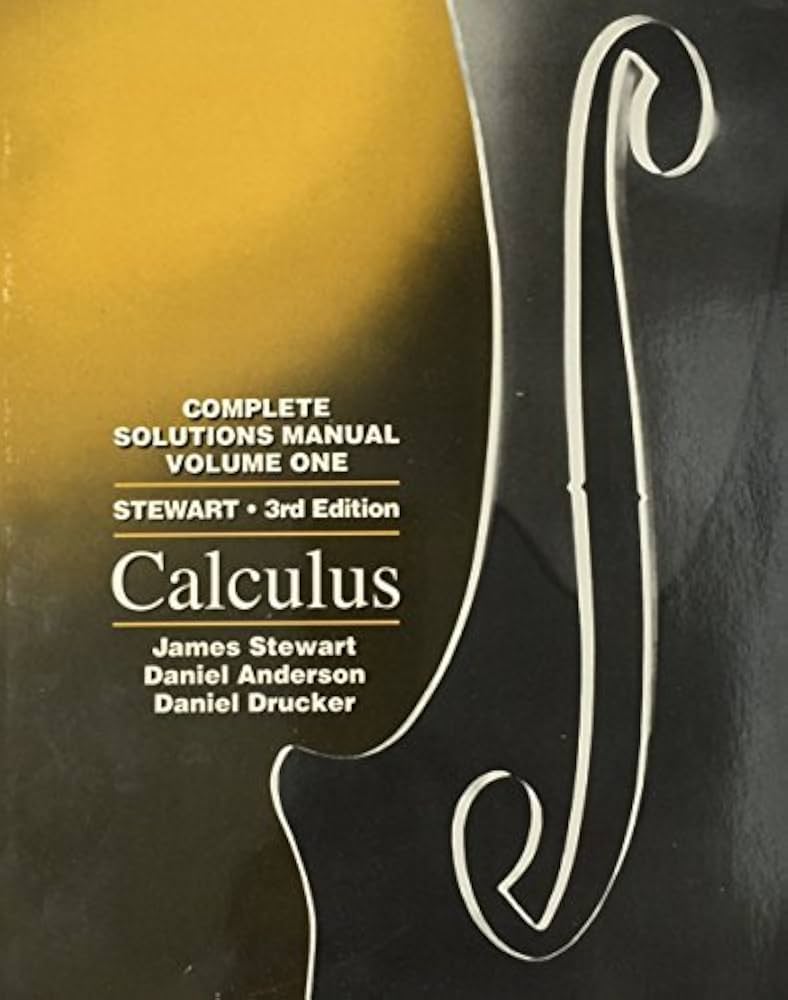 COMPLETE
SOLUTIONS MANUAL
VOLUME ONE
STEWART • 3rd Edition
Calculus
James Stewart
Daniel Anderson
Daniel Drucker